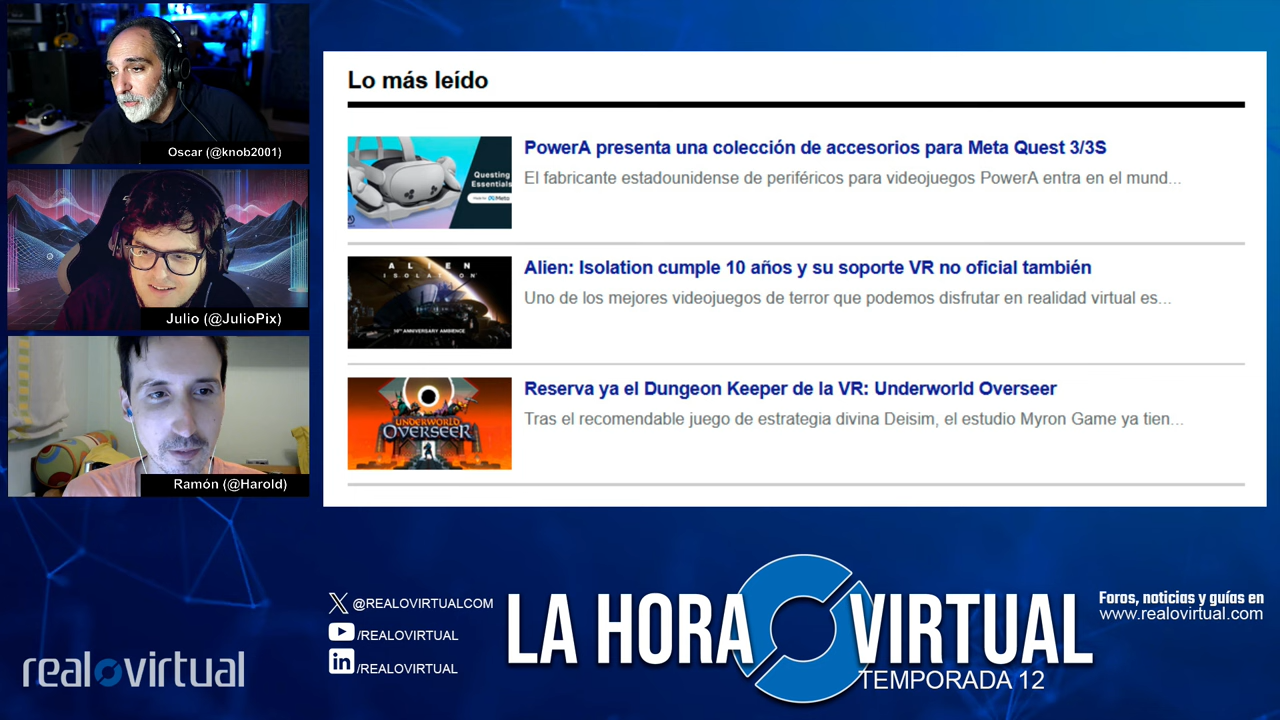 Oscar (@knob2001)
Julio (@JulioPix)
Ramón (@Harold)
Lo más leído
Questing
Essentials
Meta
PowerA presenta una colección de accesorios para Meta Quest 3/3S
El fabricante estadounidense de periféricos para videojuegos PowerA entra en el mund...
ALIEN
ISOLATION
10TH ANNIVERSARY AMBIENCE
Alien: Isolation cumple 10 años y su soporte VR no oficial también
Uno de los mejores videojuegos de terror que podemos disfrutar en realidad virtual es...
UNDERWORLD
OVERSEER
Reserva ya el Dungeon Keeper de la VR: Underworld Overseer
Tras el recomendable juego de estrategia divina Deisim, el estudio Myron Game ya tien...
realovirtual
@REALOVIRTUALCOM
/REALOVIRTUAL
/REALOVIRTUAL
LA HORA VIRTUAL
TEMPORADA 12
Foros, noticias y guías en
www.realovirtual.com